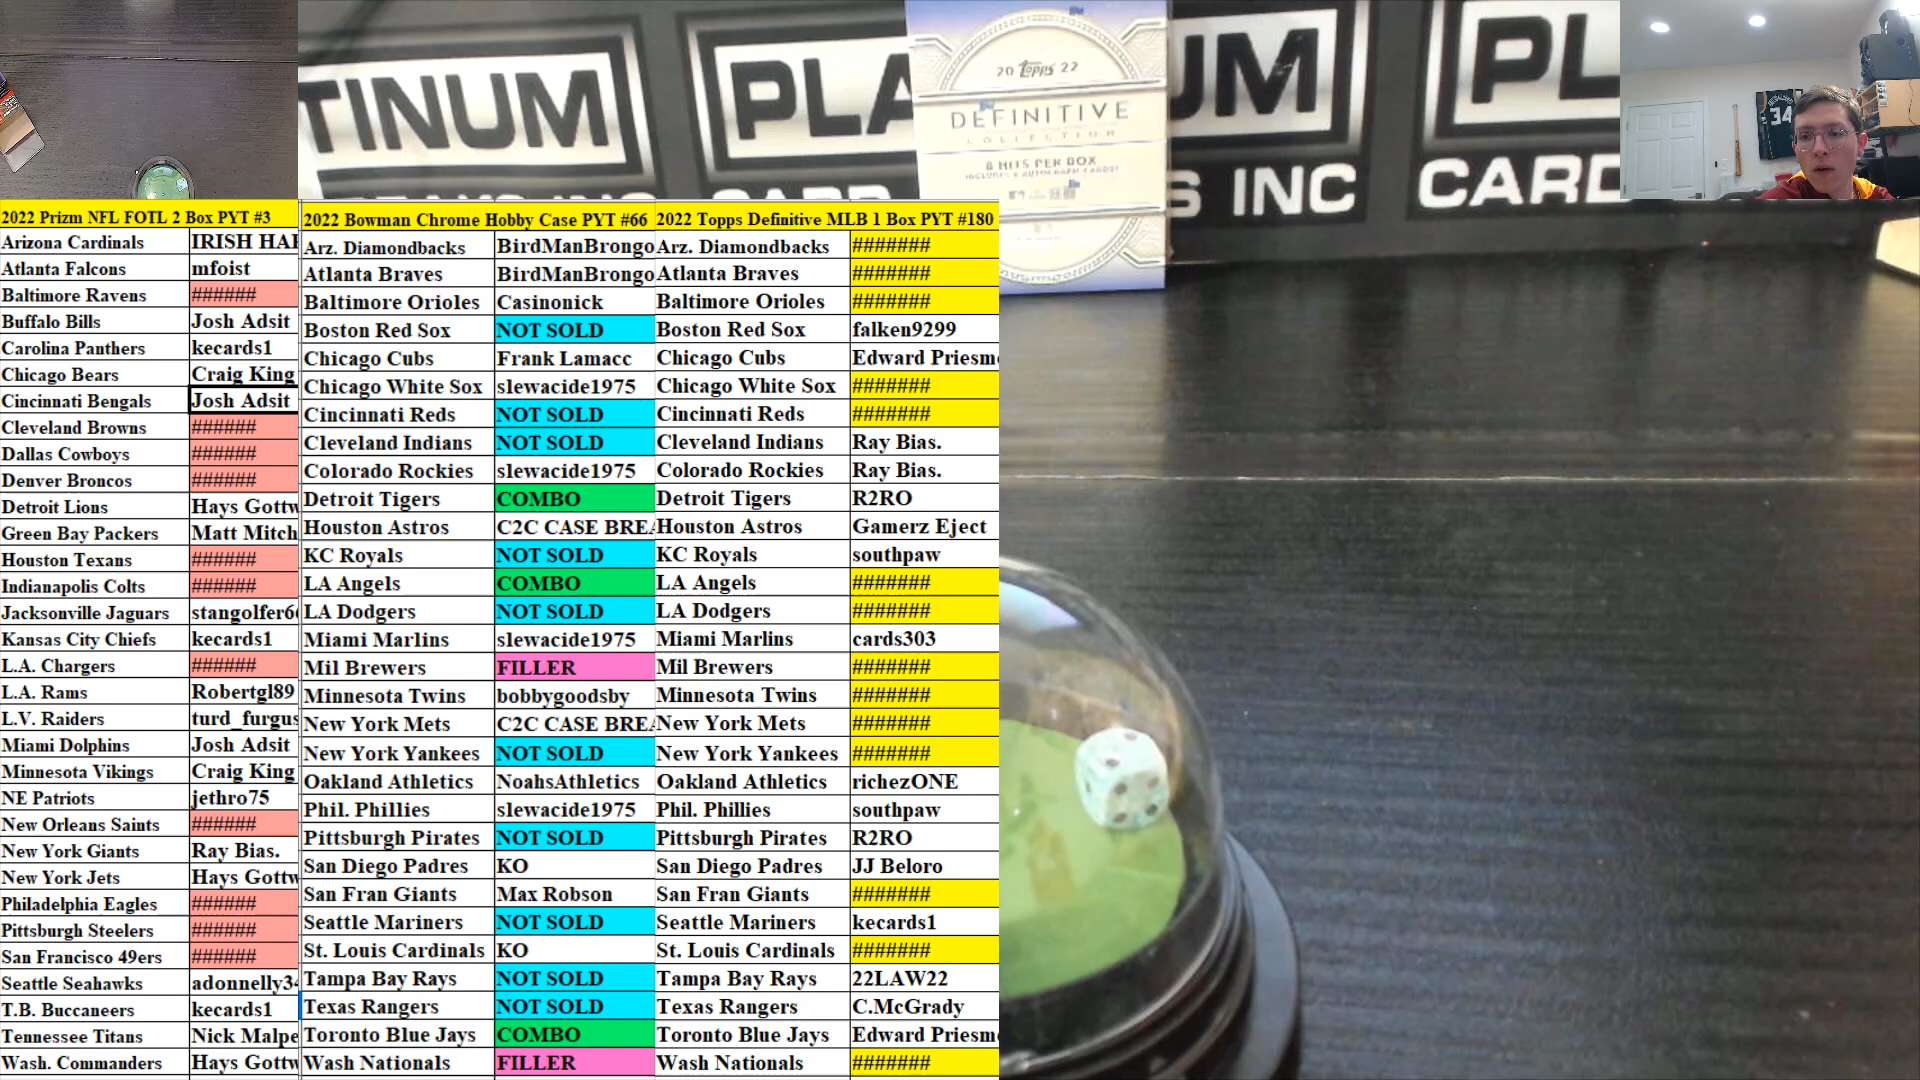 TINUM
PLA
UM
PL
CARD
S INC
CARD
20 Topps 22
DEFINITIVE
COLLECTION
8 HITS PER BOX
34
2022 Prizm NFL FOTL 2 Box PYT #3
Arizona Cardinals IRISH HAI
Atlanta Falcons mfoist
Baltimore Ravens ######
Buffalo Bills Josh Adsit
Carolina Panthers kecards1
Chicago Bears Craig King
Cincinnati Bengals Josh Adsit
Cleveland Browns ######
Dallas Cowboys ######
Denver Broncos ######
Detroit Lions Hays Gottw
Green Bay Packers Matt Mitch
Houston Texans ######
Indianapolis Colts ######
Jacksonville Jaguars stangolfer6
Kansas City Chiefs kecards1
L.A. Chargers ######
L.A. Rams Robertgl89
L.V. Raiders turd_furgus
Miami Dolphins Josh Adsit
Minnesota Vikings Craig King
NE Patriots jethro75
New Orleans Saints ######
New York Giants Ray Bias.
New York Jets Hays Gottw
Philadelphia Eagles ######
Pittsburgh Steelers ######
San Francisco 49ers ######
Seattle Seahawks adonnelly34
T.B. Buccaneers kecards1
Tennessee Titans Nick Malpe
Wash. Commanders Hays Gottw
2022 Bowman Chrome Hobby Case PYT #66
Arz. Diamondbacks BirdManBrongo
Atlanta Braves BirdManBrongo
Baltimore Orioles Casinonick
Boston Red Sox NOT SOLD
Chicago Cubs Frank Lamacc
Chicago White Sox slewacide1975
Cincinnati Reds NOT SOLD
Cleveland Indians NOT SOLD
Colorado Rockies slewacide1975
Detroit Tigers COMBO
Houston Astros C2C CASE BREA
KC Royals NOT SOLD
LA Angels COMBO
LA Dodgers NOT SOLD
Miami Marlins slewacide1975
Mil Brewers FILLER
Minnesota Twins bobbygoodsby
New York Mets C2C CASE BREA
New York Yankees NOT SOLD
Oakland Athletics NoahsAthletics
Phil. Phillies slewacide1975
Pittsburgh Pirates NOT SOLD
San Diego Padres KO
San Fran Giants Max Robson
Seattle Mariners NOT SOLD
St. Louis Cardinals KO
Tampa Bay Rays NOT SOLD
Texas Rangers NOT SOLD
Toronto Blue Jays COMBO
Wash Nationals FILLER
2022 Topps Definitive MLB 1 Box PYT #180
Arz. Diamondbacks #######
Atlanta Braves #######
Baltimore Orioles #######
Boston Red Sox falken9299
Chicago Cubs Edward Priesm
Chicago White Sox #######
Cincinnati Reds #######
Cleveland Indians Ray Bias.
Colorado Rockies Ray Bias.
Detroit Tigers R2RO
Houston Astros Gamerz Eject
KC Royals southpaw
LA Angels #######
LA Dodgers #######
Miami Marlins cards303
Mil Brewers #######
Minnesota Twins #######
New York Mets #######
New York Yankees #######
Oakland Athletics richezONE
Phil. Phillies southpaw
Pittsburgh Pirates R2RO
San Diego Padres JJ Beloro
San Fran Giants #######
Seattle Mariners kecards1
St. Louis Cardinals #######
Tampa Bay Rays 22LAW22
Texas Rangers C.McGrady
Toronto Blue Jays Edward Priesm
Wash Nationals #######